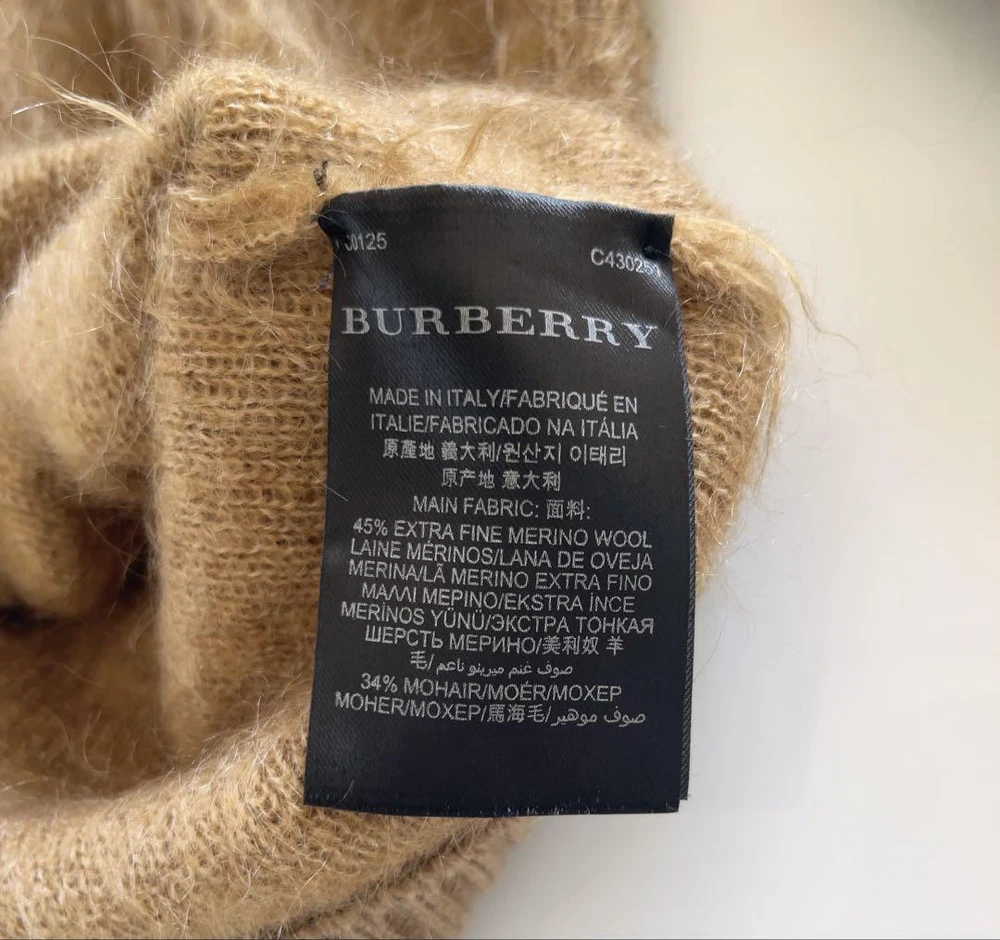 C430251
BURBERRY
MADE IN ITALY/FABRIQUÉ EN
ITALIE/FABRICADO NA ITÁLIA
原產地 義大利/원산지 이태리
原产地 意大利
MAIN FABRIC: 面料:
45% EXTRA FINE MERINO WOOL
LAINE MÉRINOS/LANA DE OVEJA
MERINA/LÃ MERINO EXTRA FINO
ΜΑΛΛΙ ΜΕΡΙΝΟ/EKSTRA İNCE
MERİNOS YÜNÜ/ЭКСТРА ТОНКАЯ
ШЕРСТЬ МЕРИНО/美利奴 羊
毛/صوف غنم ميرينو ناعم
34% MOHAIR/MOÉR/ΜΟΧΕΡ
MOHER/МОХЕР/馬海毛/صوف موهير